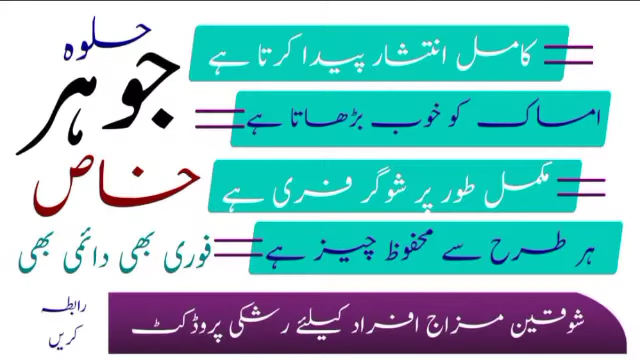 حلوہ
جوہر
خاص
فوری بھی دائمی بھی
کامل انتشار پیدا کرتا ہے
امساک کو خوب بڑھاتا ہے
مکمل طور پر شوگر فری ہے
ہر طرح سے محفوظ چیز ہے
شوقین مزاج افراد کیلئے رشکی پروڈکٹ
رابطہ
کریں